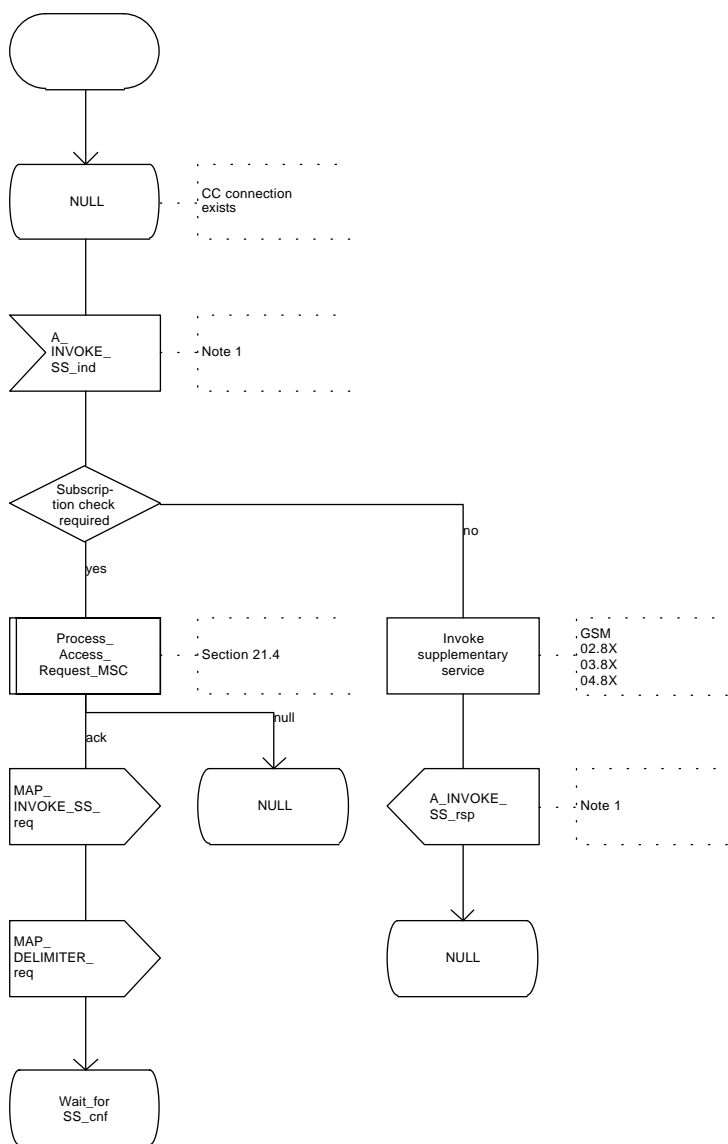 NULL
CC connection
exists
A_
INVOKE_
SS_ind
Note 1
Subscrip-
tion check
required
no
yes
Process_
Access_
Request_MSC
Section 21.4
Invoke
supplementary
service
GSM
02.8X
03.8X
04.8X
null
ack
MAP_
INVOKE_SS_
req
NULL
A_INVOKE_
SS_rsp
Note 1
MAP_
DELIMITER_
req
NULL
Wait_for
SS_cnf